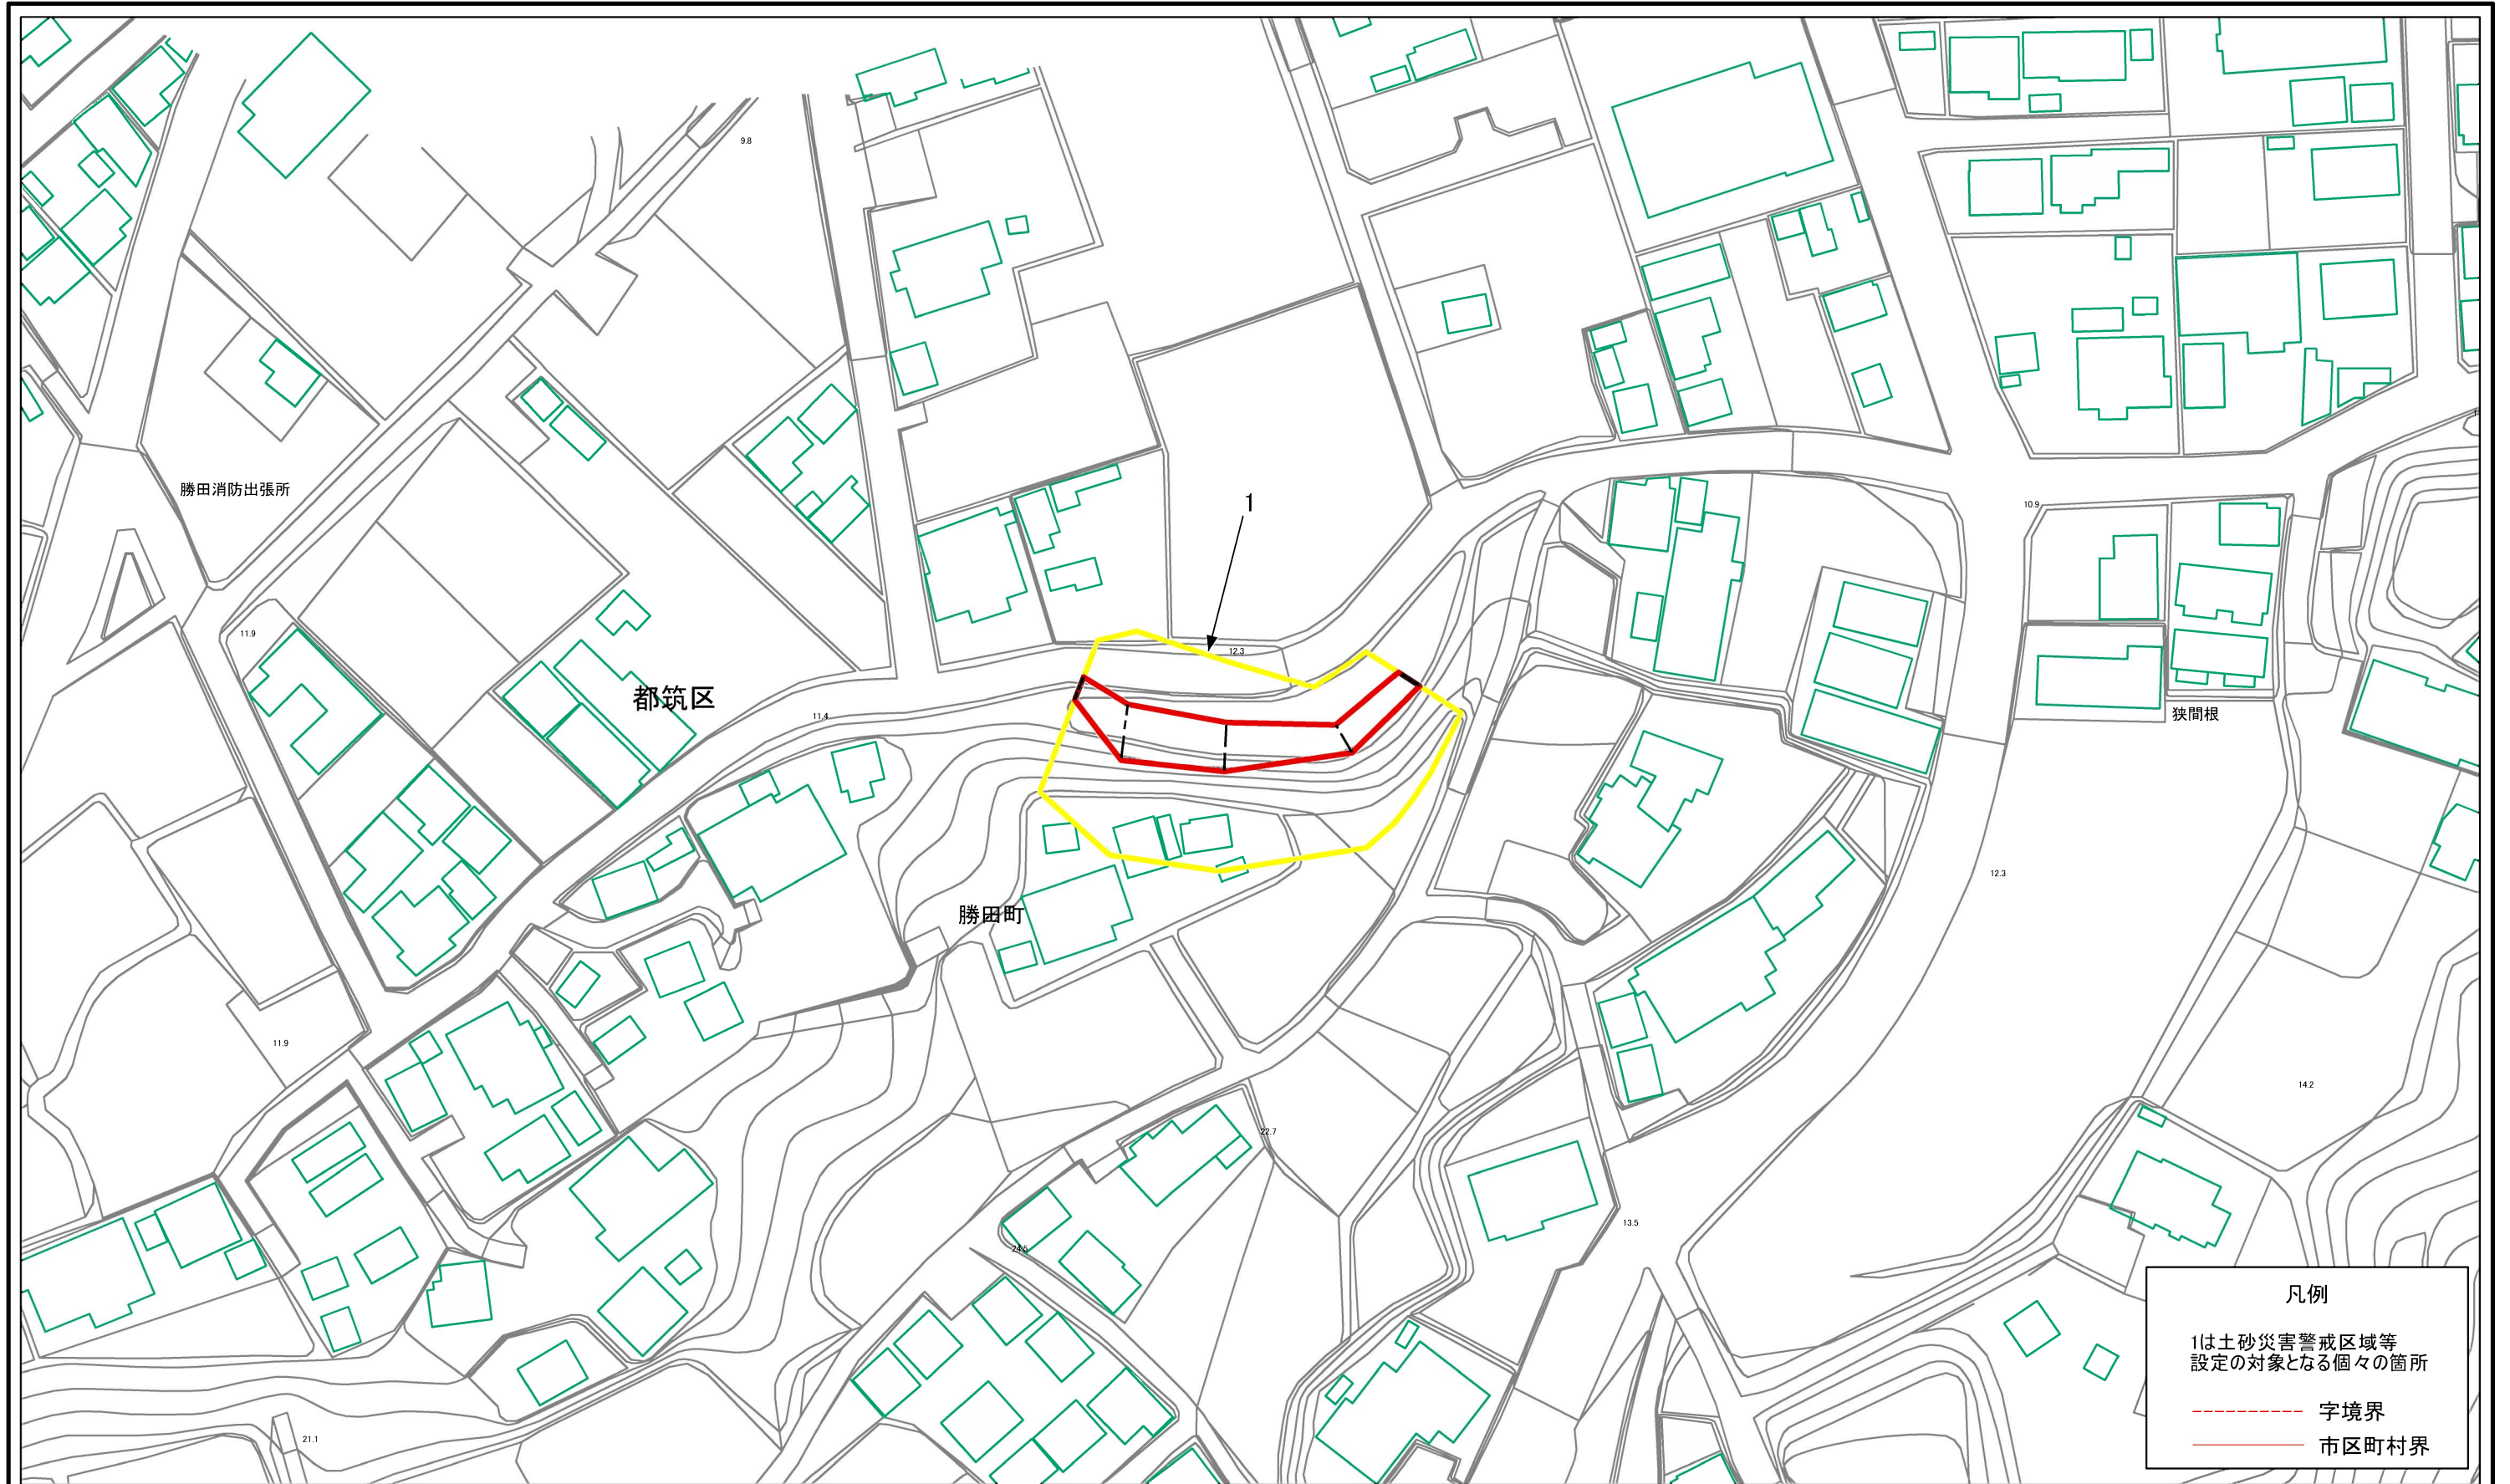 9.8
勝田消防出張所
1
10.9
11.9
12.3
都筑区
11.4
狭間根
12.3
勝田町
11.9
14.2
22.7
13.5
24.5
21.1
凡例
1は土砂災害警戒区域等
設定の対象となる個々の箇所
字境界
市区町村界